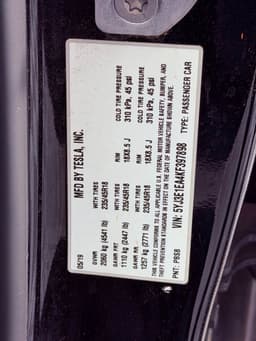 MFD BY TESLA, INC.
05/19
GVWR
2060 kg (4541 lb)
GAWR FRT
1110 kg (2447 lb)
GAWR RR
1257 kg (2771 lb)
WITH TIRES
235/45R18
WITH TIRES
235/45R18
WITH TIRES
235/45R18
RIM
18X8.5 J
RIM
18X8.5 J
COLD TIRE PRESSURE
310 kPa, 45 psi
COLD TIRE PRESSURE
310 kPa, 45 psi
THIS VEHICLE CONFORMS TO ALL APPLICABLE U.S. FEDERAL MOTOR VEHICLE SAFETY, BUMPER, AND
THEFT PREVENTION STANDARDS IN EFFECT ON THE DATE OF MANUFACTURE SHOWN ABOVE.
VIN: 5YJ3E1EA4KF397898
PNT: PBSB
TYPE: PASSENGER CAR